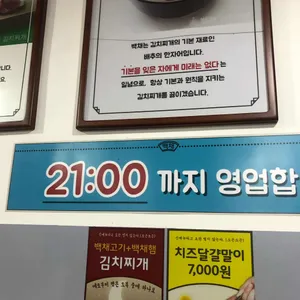 백채는 김치찌개의 기본 재료인
배추의 한자어입니다.
기본을 잊은 자에게 미래는 없다 는
일념으로, 항상 기본과 원칙을 지키는
김치찌개를 끓이겠습니다.
백채
21:00 까지 영업합
백채고기+백채햄
김치찌개
치즈달걀말이
7,000원